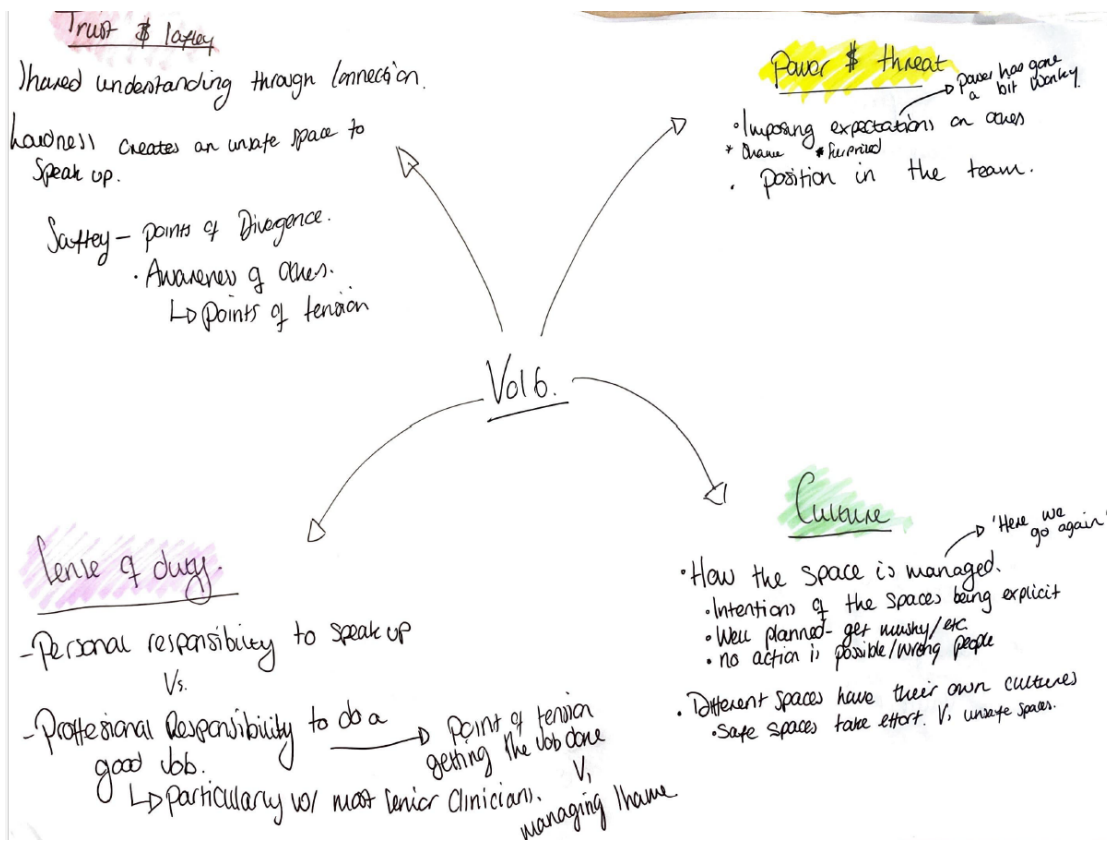 Trust & Saftey
Shared understanding through Connection.
Loudness creates an unsafe space to
Speak up.
Saftey - points of Divergence.
· Awareness of Others.
↳ points of tension
Power & threat
→ power has gone
a bit wonky.
· Imposing expectations on others
* Shame * Surprised
· position in the team.
Vol 6.
Sense of duty.
- Personal responsibility to speak up
Vs.
- Proffesional Responsibility to do a
good Job.
→ point of tension
getting the Job done
Vs
managing Shame
↳ particularly w/ most Senior Clinicians.
Culture
→ 'Here we
go again'
· How the space is managed.
· Intentions of the spaces being explicit
· Well planned - get mushy/etc.
· no action is possible/wrong people
· Different spaces have their own cultures
· Safe spaces take effort. Vs unsafe spaces.